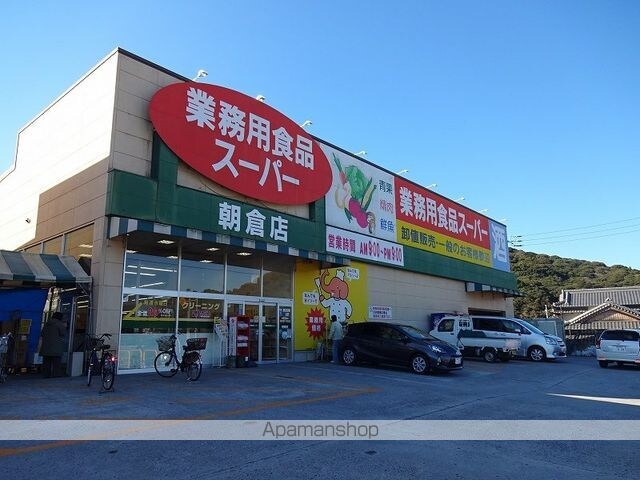 業務用食品
スーパー
朝倉店
青果
精肉
鮮魚
営業時間 AM9:00~PM9:00
業務用食品スーパー
卸値販売・一般のお客様歓迎
酒
クリーニング
Apamanshop